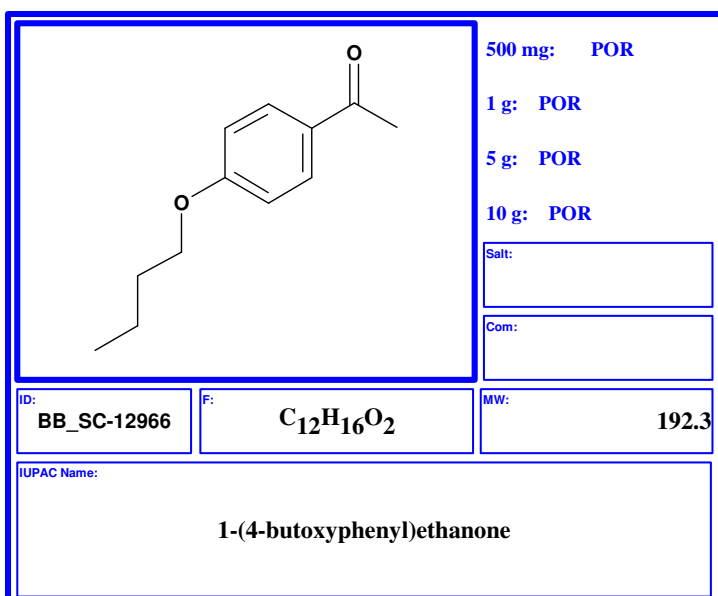 O
O
500 mg: POR
1 g: POR
5 g: POR
10 g: POR
Salt:
Com:
ID:
BB_SC-12966
F:
C12H16O2
MW:
192.3
IUPAC Name:
1-(4-butoxyphenyl)ethanone